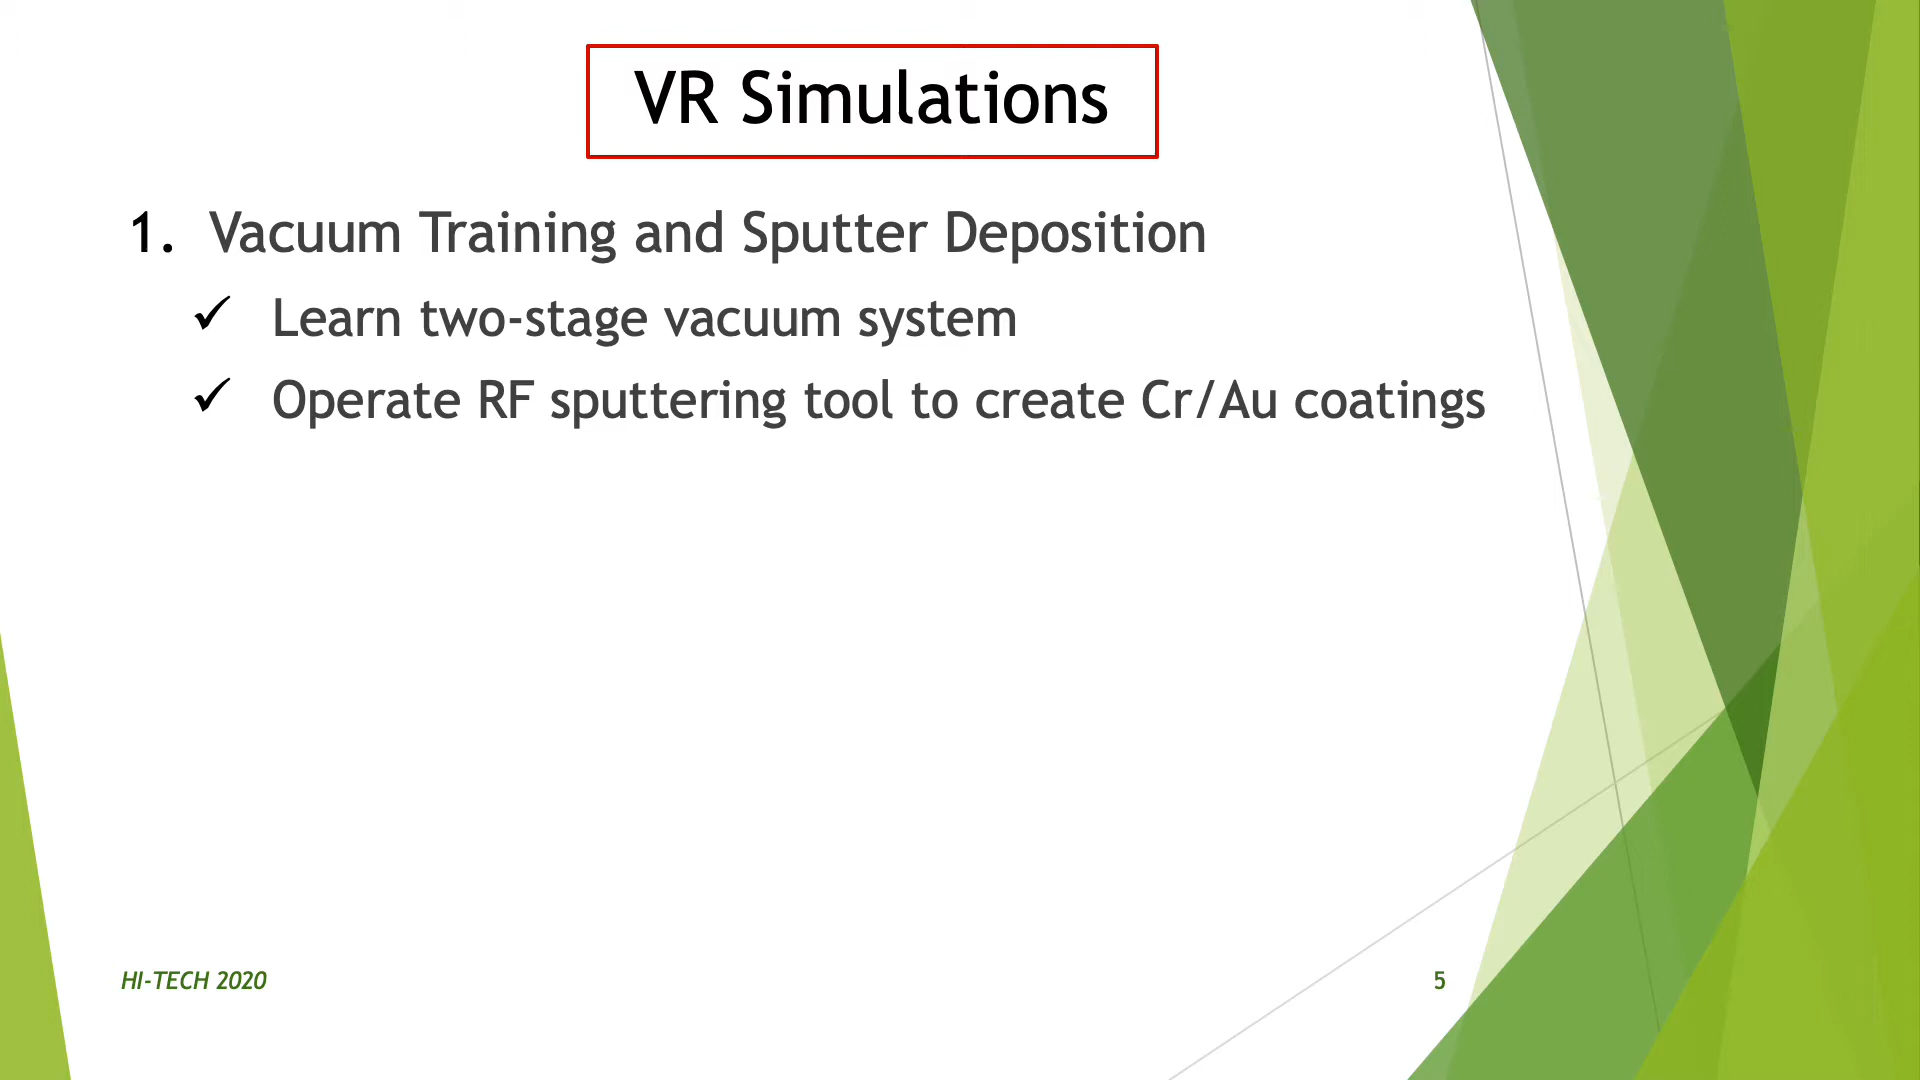 VR Simulations
1. Vacuum Training and Sputter Deposition
✓ Learn two-stage vacuum system
✓ Operate RF sputtering tool to create Cr/Au coatings
HI-TECH 2020
5